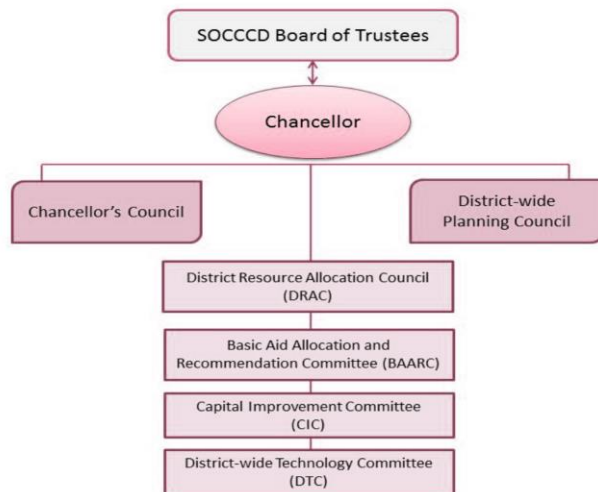 SOCCCD Board of Trustees
Chancellor
Chancellor's Council
District-wide
Planning Council
District Resource Allocation Council
(DRAC)
Basic Aid Allocation and
Recommendation Committee (BAARC)
Capital Improvement Committee
(CIC)
District-wide Technology Committee
(DTC)